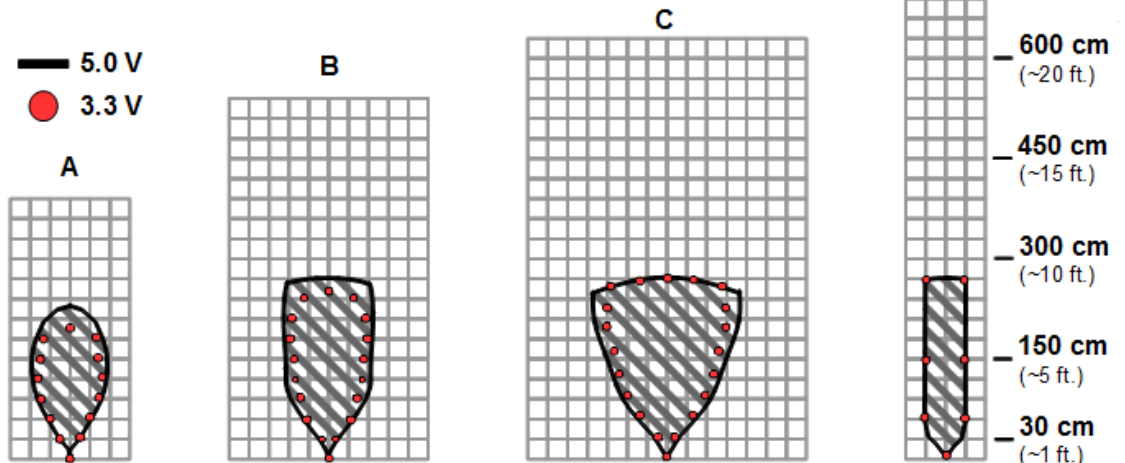 5.0 V
3.3 V
A
B
C
600 cm
(~20 ft.)
450 cm
(~15 ft.)
300 cm
(~10 ft.)
150 cm
(~5 ft.)
30 cm
(~1 ft.)